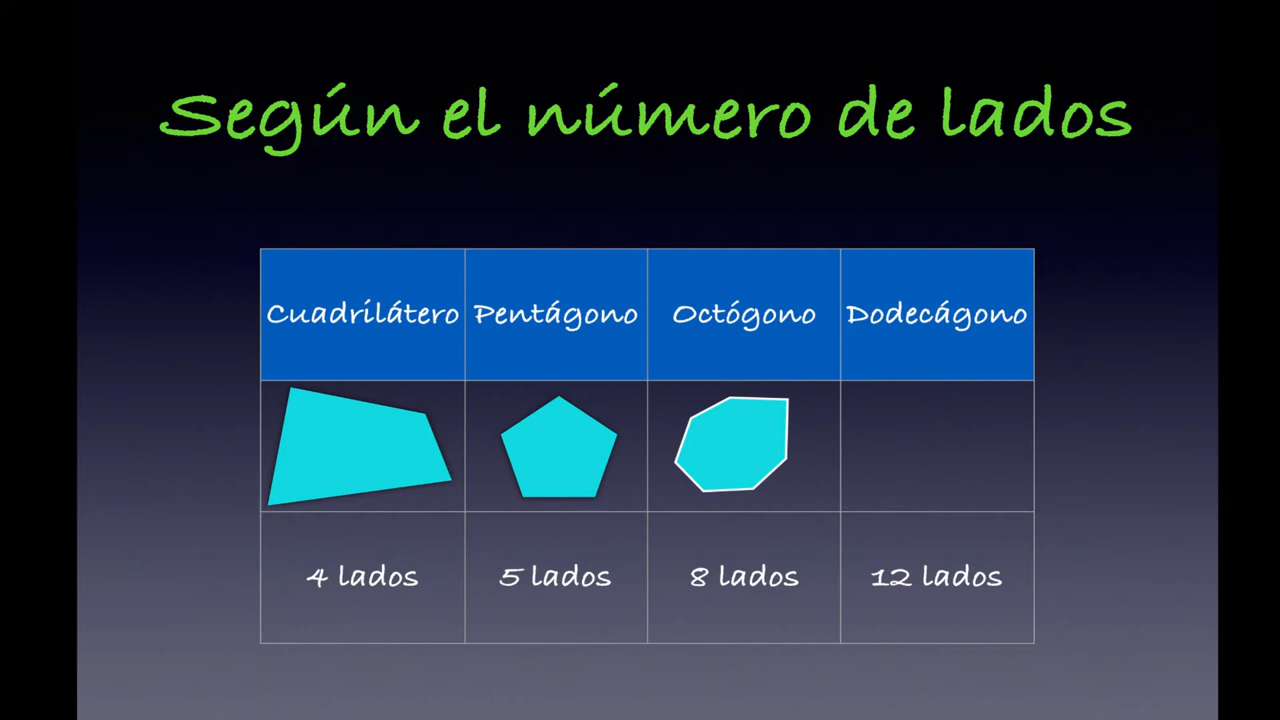 Según el número de lados
Cuadrilátero Pentágono Octógono Dodecágono
4 lados 5 lados 8 lados 12 lados